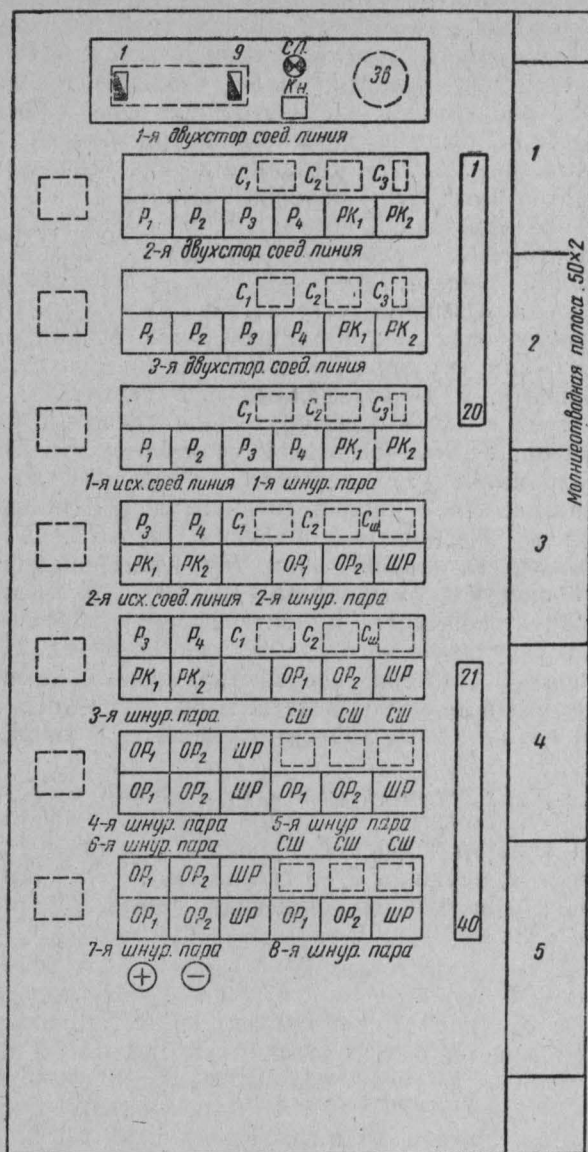 1 9 СЛ. Кн. Зв
1-я двухстор соед. линия
С₁ С₂ С₃
Р₁ Р₂ Р₃ Р₄ РК₁ РК₂
2-я двухстор. соед. линия
С₁ С₂ С₃
Р₁ Р₂ Р₃ Р₄ РК₁ РК₂
3-я двухстор. соед. линия
С₁ С₂ С₃
Р₁ Р₂ Р₃ Р₄ РК₁ РК₂
1-я исх. соед. линия 1-я шнур. пара
Р₃ Р₄ С₁ С₂ Сш
РК₁ РК₂ ОР₁ ОР₂ ШР
2-я исх. соед. линия 2-я шнур. пара
Р₃ Р₄ С₁ С₂ Сш
РК₁ РК₂ ОР₁ ОР₂ ШР
3-я шнур. пара СШ СШ СШ
ОР₁ ОР₂ ШР
ОР₁ ОР₂ ШР ОР₁ ОР₂ ШР
4-я шнур. пара 5-я шнур пара
6-я шнур. пара СШ СШ СШ
ОР₁ ОР₂ ШР
ОР₁ ОР₂ ШР ОР₁ ОР₂ ШР
7-я шнур. пара 8-я шнур. пара
+ −
1
20
21
40
1
2
3
4
5
Молниеотводная полоса 50×2